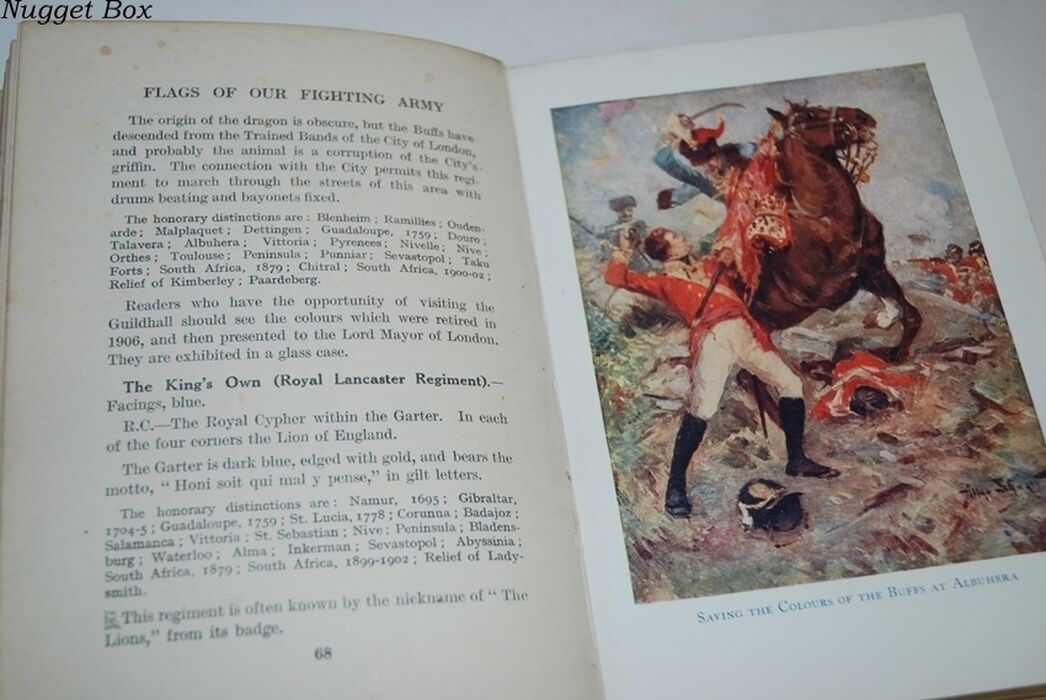 Nugget Box
FLAGS OF OUR FIGHTING ARMY
The origin of the dragon is obscure, but the Buffs have
descended from the Trained Bands of the City of London,
and probably the animal is a corruption of the City's
griffin. The connection with the City permits this regi-
ment to march through the streets of this area with
drums beating and bayonets fixed.
The honorary distinctions are: Blenheim; Ramillies; Ouden-
arde; Malplaquet; Dettingen; Guadaloupe, 1759; Douro;
Talavera; Albuhera; Vittoria; Pyrenees; Nivelle; Nive;
Orthes; Toulouse; Peninsula; Punniar; Sevastopol; Taku
Forts; South Africa, 1879; Chitral; South Africa, 1900-02;
Relief of Kimberley; Paardeberg.
Readers who have the opportunity of visiting the
Guildhall should see the colours which were retired in
1906, and then presented to the Lord Mayor of London.
They are exhibited in a glass case.
The King's Own (Royal Lancaster Regiment).—
Facings, blue.
R.C.—The Royal Cypher within the Garter. In each
of the four corners the Lion of England.
The Garter is dark blue, edged with gold, and bears the
motto, "Honi soit qui mal y pense," in gilt letters.
The honorary distinctions are: Namur, 1695; Gibraltar,
1704-5; Guadaloupe, 1759; St. Lucia, 1778; Corunna; Badajoz;
Salamanca; Vittoria; St. Sebastian; Nive; Peninsula; Bladens-
burg; Waterloo; Alma; Inkerman; Sevastopol; Abyssinia;
South Africa, 1879; South Africa, 1899-1902; Relief of Lady-
smith.
This regiment is often known by the nickname of "The
Lions," from its badge.
68
SAVING THE COLOURS OF THE BUFFS AT ALBUHERA